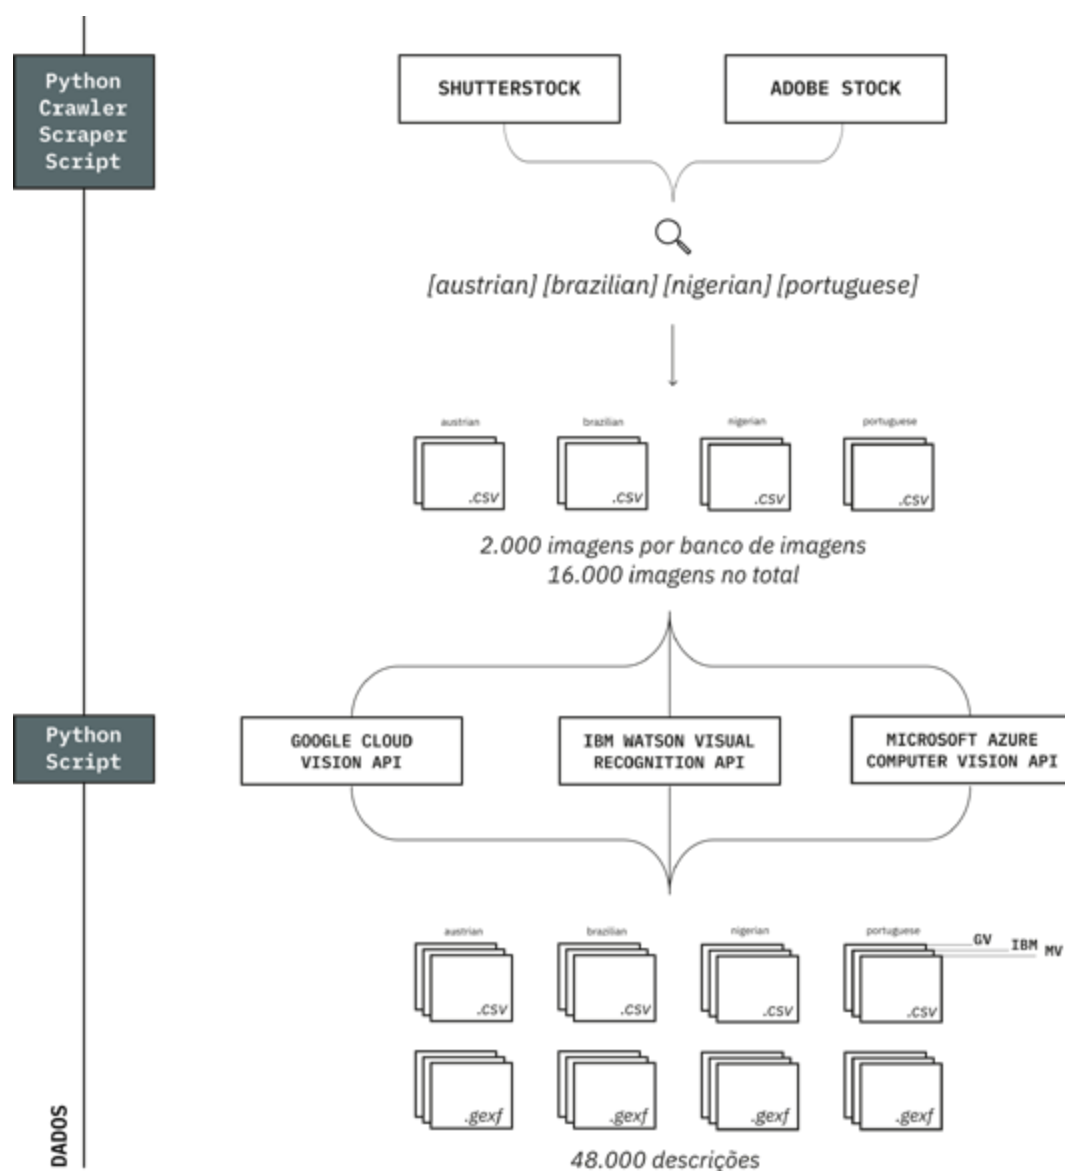 Python
Crawler
Scraper
Script
SHUTTERSTOCK
ADOBE STOCK
[austrian] [brazilian] [nigerian] [portuguese]
austrian
brazilian
nigerian
portuguese
.csv
.csv
.csv
.csv
2.000 imagens por banco de imagens
16.000 imagens no total
Python
Script
GOOGLE CLOUD
VISION API
IBM WATSON VISUAL
RECOGNITION API
MICROSOFT AZURE
COMPUTER VISION API
austrian
brazilian
nigerian
portuguese
GV
IBM
MV
.csv
.csv
.csv
.csv
.gexf
.gexf
.gexf
.gexf
DADOS
48.000 descrições